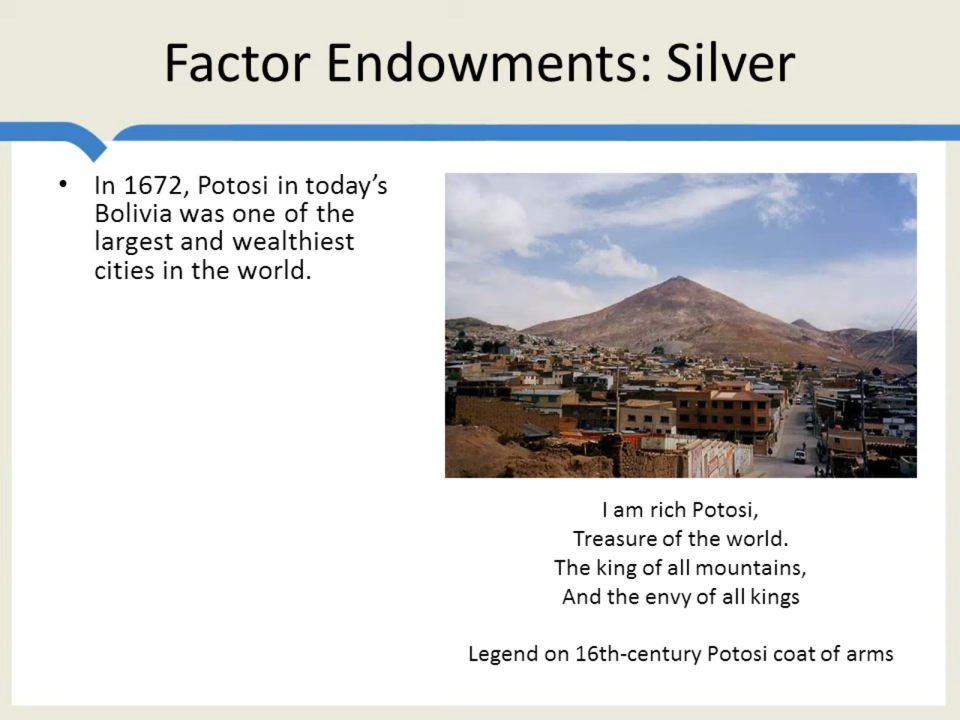 Factor Endowments: Silver
• In 1672, Potosi in today’s
Bolivia was one of the
largest and wealthiest
cities in the world.
I am rich Potosi,
Treasure of the world.
The king of all mountains,
And the envy of all kings
Legend on 16th-century Potosi coat of arms